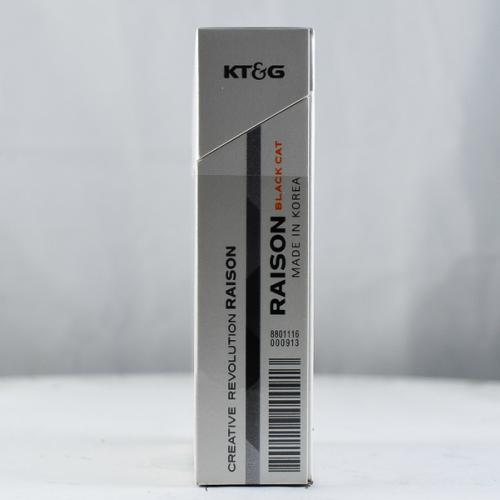 KT&G
RAISON BLACK CAT
MADE IN KOREA
CREATIVE REVOLUTION RAISON
8801116
000913